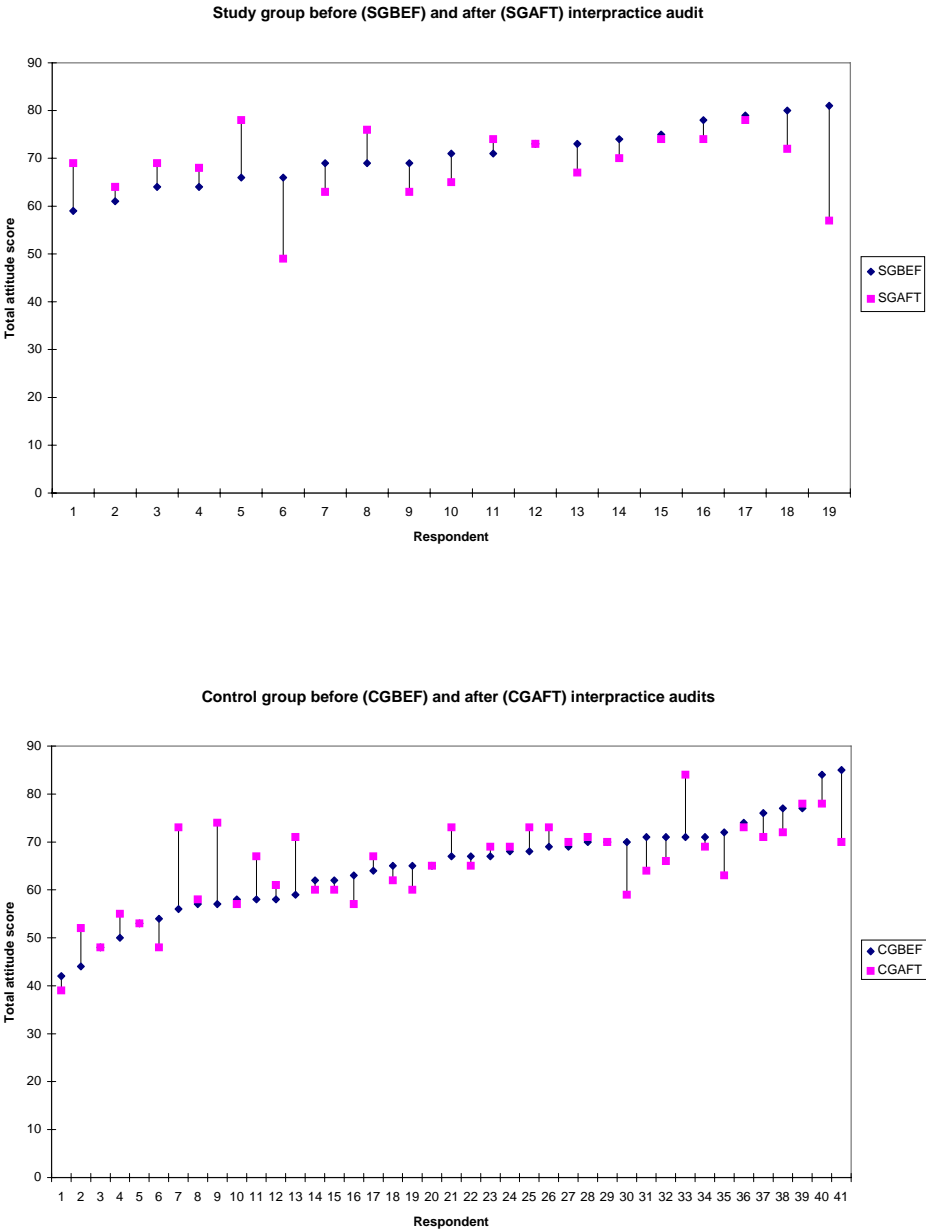 Study group before (SGBEF) and after (SGAFT) interpractice audit
90
80
70
60
50
40
30
20
10
0
Total attitude score
1 2 3 4 5 6 7 8 9 10 11 12 13 14 15 16 17 18 19
Respondent
SGBEF
SGAFT
Control group before (CGBEF) and after (CGAFT) interpractice audits
90
80
70
60
50
40
30
20
10
0
Total attitude score
1 2 3 4 5 6 7 8 9 10 11 12 13 14 15 16 17 18 19 20 21 22 23 24 25 26 27 28 29 30 31 32 33 34 35 36 37 38 39 40 41
Respondent
CGBEF
CGAFT